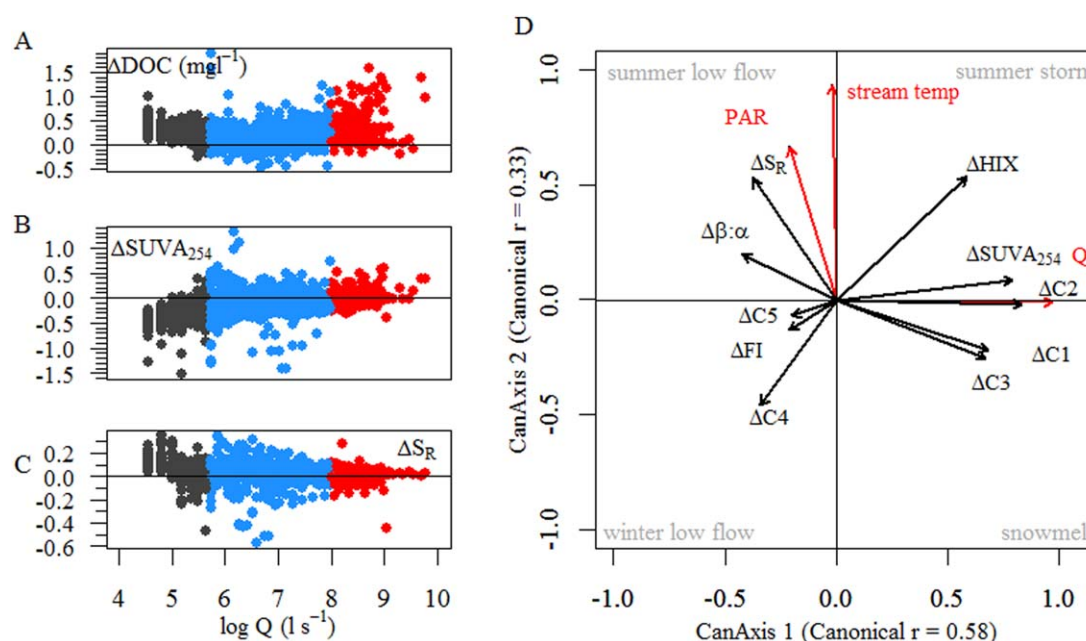 A
ΔDOC (mgl⁻¹)
1.5
1.0
0.5
0.0
-0.5
B
ΔSUVA₂₅₄
1.0
0.5
0.0
-0.5
-1.0
-1.5
C
ΔS_R
0.2
0.0
-0.2
-0.4
-0.6
4 5 6 7 8 9 10
log Q (l s⁻¹)
D
summer low flow
summer storm
stream temp
PAR
ΔS_R
ΔHIX
Δβ:α
ΔSUVA₂₅₄ Q
ΔC2
ΔC5
ΔFI
ΔC1
ΔC3
ΔC4
winter low flow
snowmel
1.0
0.5
0.0
-0.5
-1.0
CanAxis 2 (Canonical r = 0.33)
-1.0 -0.5 0.0 0.5 1.0
CanAxis 1 (Canonical r = 0.58)